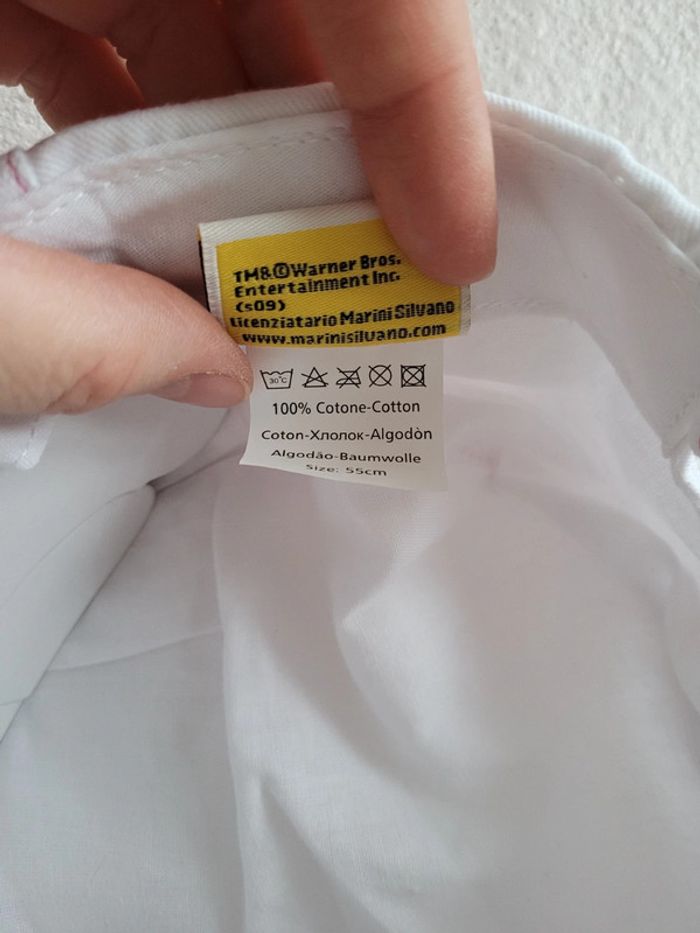 TM&©Warner Bros.
Entertainment Inc.
(s09)
Licenziatario Marini Silvano
www.marinisilvano.com
30°C
100% Cotone-Cotton
Coton-Хлопок-Algodòn
Algodão-Baumwolle
Size: 55cm